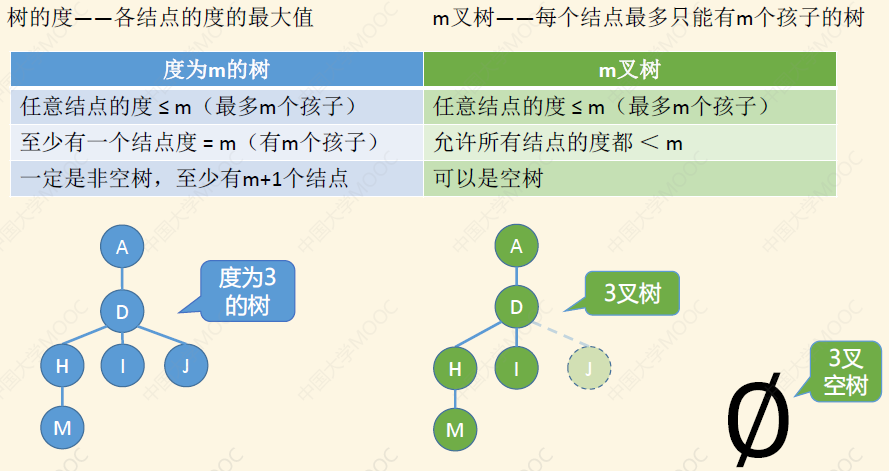 树的度——各结点的度的最大值
m叉树——每个结点最多只能有m个孩子的树
度为m的树
m叉树
任意结点的度 ≤ m（最多m个孩子）
任意结点的度 ≤ m（最多m个孩子）
至少有一个结点度 = m（有m个孩子）
允许所有结点的度都 ＜ m
一定是非空树，至少有m+1个结点
可以是空树
A
D
H
I
J
M
度为3
的树
A
D
H
I
J
M
3叉树
Ø
3叉
空树
中国大学MOOC